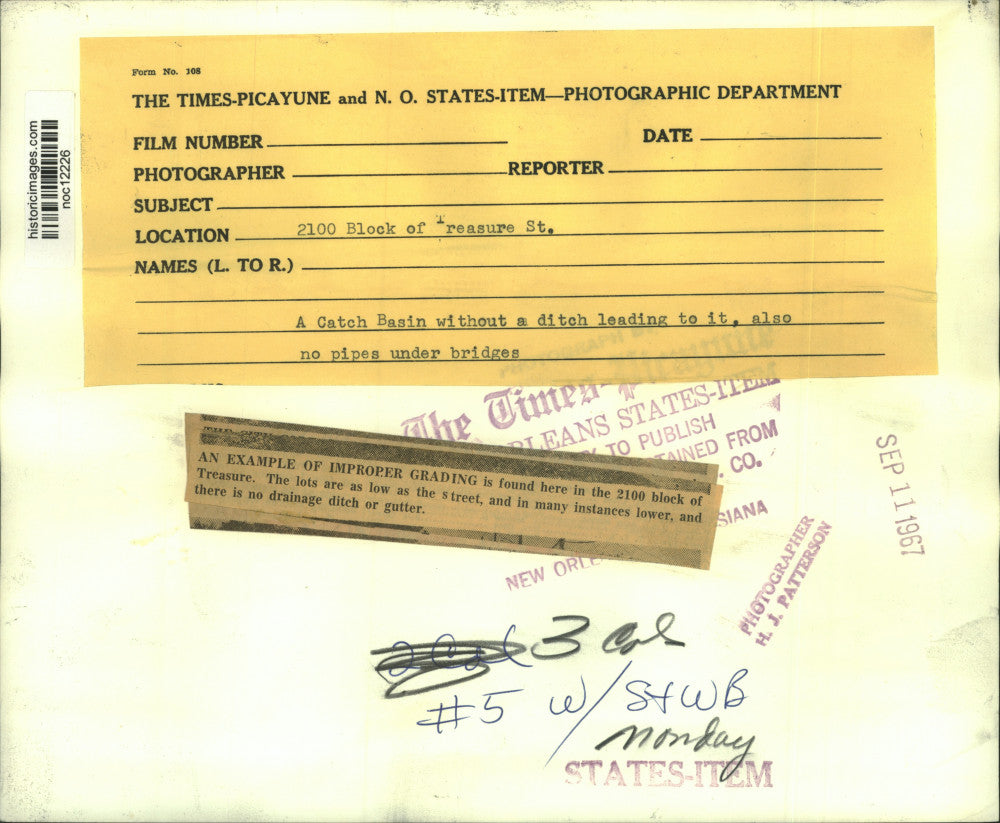 Form No. 108
THE TIMES-PICAYUNE and N. O. STATES-ITEM—PHOTOGRAPHIC DEPARTMENT
FILM NUMBER
DATE
PHOTOGRAPHER
REPORTER
SUBJECT
LOCATION 2100 Block of Treasure St.
NAMES (L. TO R.)
A Catch Basin without a ditch leading to it, also
no pipes under bridges
historicimages.com
noc12226
PHOTOGRAPH
The Times-Picayune
RLEANS STATES-ITEM
TO PUBLISH
TAINED FROM
CO.
SIANA
NEW ORLE
AN EXAMPLE OF IMPROPER GRADING is found here in the 2100 block of
Treasure. The lots are as low as the street, and in many instances lower, and
there is no drainage ditch or gutter.
SEP 11 1967
PHOTOGRAPHER
H. J. PATTERSON
2 Col 3 Col
#5 W/ S+WB
Monday
STATES-ITEM